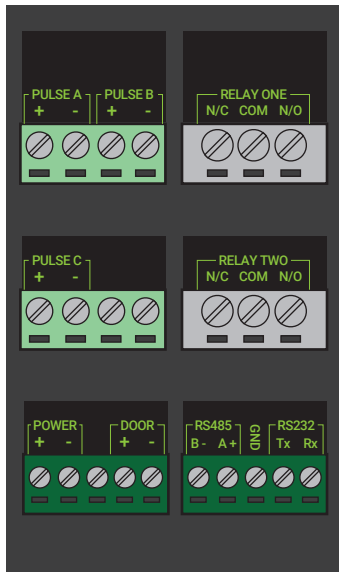 PULSE A PULSE B
+ - + -
RELAY ONE
N/C COM N/O
PULSE C
+ -
RELAY TWO
N/C COM N/O
POWER DOOR
+ - + -
RS485 GND RS232
B - A + Tx Rx